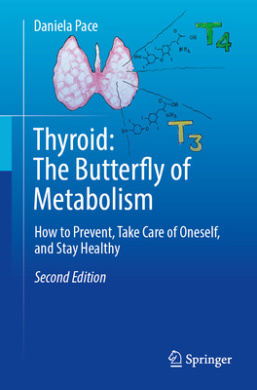 Daniela Pace
T4
T3
Thyroid:
The Butterfly of
Metabolism
How to Prevent, Take Care of Oneself,
and Stay Healthy
Second Edition
Springer